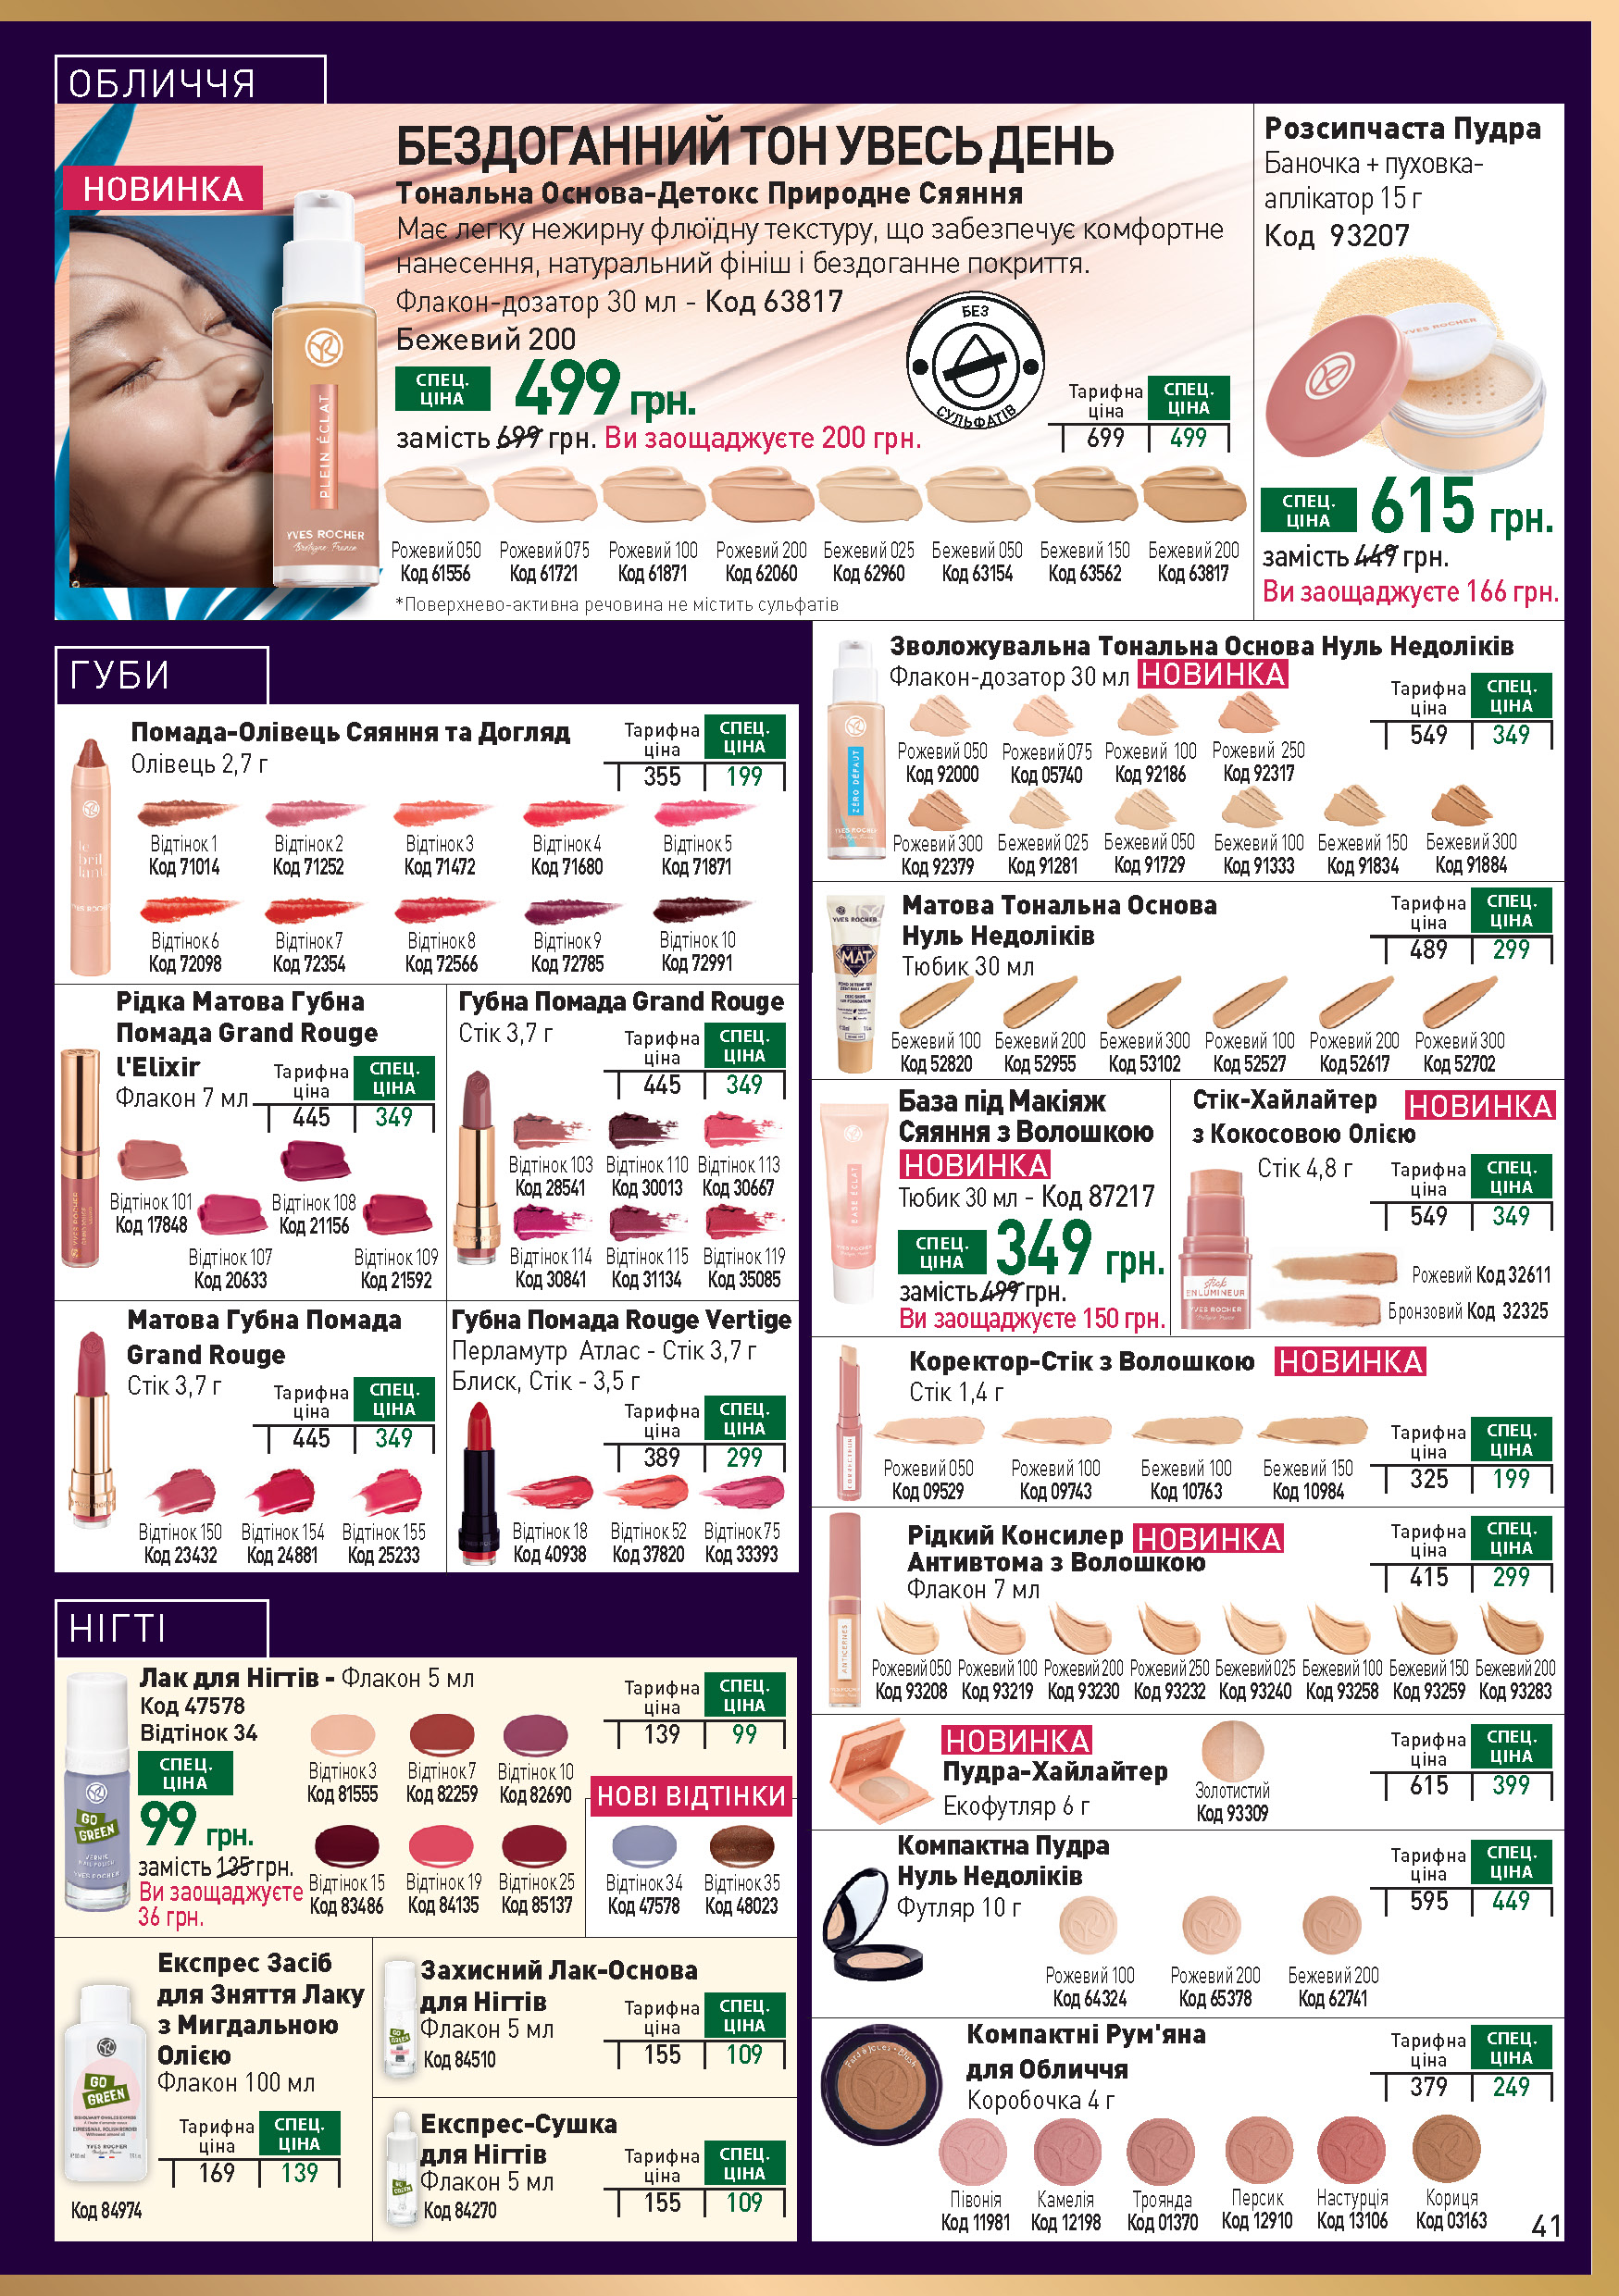 ОБЛИЧЧЯ
НОВИНКА
БЕЗДОГАННИЙ ТОН УВЕСЬ ДЕНЬ
Тональна Основа-Детокс Природне Сяяння
Має легку нежирну флюїдну текстуру, що забезпечує комфортне
нанесення, натуральний фініш і бездоганне покриття.
Флакон-дозатор 30 мл - Код 63817
Бежевий 200
СПЕЦ. ЦІНА 499 грн.
замість 699 грн. Ви заощаджуєте 200 грн.
БЕЗ СУЛЬФАТІВ
Тарифна ціна СПЕЦ. ЦІНА
699 499
PLEIN ÉCLAT
YVES ROCHER
Bretagne, France
Рожевий 050 Рожевий 075 Рожевий 100 Рожевий 200 Бежевий 025 Бежевий 050 Бежевий 150 Бежевий 200
Код 61556 Код 61721 Код 61871 Код 62060 Код 62960 Код 63154 Код 63562 Код 63817
*Поверхнево-активна речовина не містить сульфатів
Розсипчаста Пудра
Баночка + пуховка-
аплікатор 15 г
Код 93207
YVES ROCHER
СПЕЦ. ЦІНА 615 грн.
замість 449 грн.
Ви заощаджуєте 166 грн.
ГУБИ
Помада-Олівець Сяяння та Догляд
Олівець 2,7 г
Тарифна ціна СПЕЦ. ЦІНА
355 199
le bril lant
Відтінок 1 Відтінок 2 Відтінок 3 Відтінок 4 Відтінок 5
Код 71014 Код 71252 Код 71472 Код 71680 Код 71871
Відтінок 6 Відтінок 7 Відтінок 8 Відтінок 9 Відтінок 10
Код 72098 Код 72354 Код 72566 Код 72785 Код 72991
Рідка Матова Губна
Помада Grand Rouge
l'Elixir
Флакон 7 мл
Тарифна ціна СПЕЦ. ЦІНА
445 349
Відтінок 101 Відтінок 108
Код 17848 Код 21156
Відтінок 107 Відтінок 109
Код 20633 Код 21592
Губна Помада Grand Rouge
Стік 3,7 г
Тарифна ціна СПЕЦ. ЦІНА
445 349
Відтінок 103 Відтінок 110 Відтінок 113
Код 28541 Код 30013 Код 30667
Відтінок 114 Відтінок 115 Відтінок 119
Код 30841 Код 31134 Код 35085
Матова Губна Помада
Grand Rouge
Стік 3,7 г
Тарифна ціна СПЕЦ. ЦІНА
445 349
Відтінок 150 Відтінок 154 Відтінок 155
Код 23432 Код 24881 Код 25233
Губна Помада Rouge Vertige
Перламутр Атлас - Стік 3,7 г
Блиск, Стік - 3,5 г
Тарифна ціна СПЕЦ. ЦІНА
389 299
Відтінок 18 Відтінок 52 Відтінок 75
Код 40938 Код 37820 Код 33393
НІГТІ
Лак для Нігтів - Флакон 5 мл
Код 47578
Відтінок 34
СПЕЦ. ЦІНА
99 грн.
замість 135 грн.
Ви заощаджуєте
36 грн.
GO GREEN
YVES ROCHER
Тарифна ціна СПЕЦ. ЦІНА
139 99
Відтінок 3 Відтінок 7 Відтінок 10
Код 81555 Код 82259 Код 82690
НОВІ ВІДТІНКИ
Відтінок 15 Відтінок 19 Відтінок 25 Відтінок 34 Відтінок 35
Код 83486 Код 84135 Код 85137 Код 47578 Код 48023
Експрес Засіб
для Зняття Лаку
з Мигдальною
Олією
Флакон 100 мл
Тарифна ціна СПЕЦ. ЦІНА
169 139
GO GREEN
YVES ROCHER
Код 84974
Захисний Лак-Основа
для Нігтів
Флакон 5 мл
Код 84510
Тарифна ціна СПЕЦ. ЦІНА
155 109
Експрес-Сушка
для Нігтів
Флакон 5 мл
Код 84270
Тарифна ціна СПЕЦ. ЦІНА
155 109
Зволожувальна Тональна Основа Нуль Недоліків
Флакон-дозатор 30 мл НОВИНКА
Тарифна ціна СПЕЦ. ЦІНА
549 349
ZÉRO DÉFAUT
Рожевий 050 Рожевий 075 Рожевий 100 Рожевий 250
Код 92000 Код 05740 Код 92186 Код 92317
Рожевий 300 Бежевий 025 Бежевий 050 Бежевий 100 Бежевий 150 Бежевий 300
Код 92379 Код 91281 Код 91729 Код 91333 Код 91834 Код 91884
Матова Тональна Основа
Нуль Недоліків
Тюбик 30 мл
Тарифна ціна СПЕЦ. ЦІНА
489 299
YVES ROCHER
MAT
Бежевий 100 Бежевий 200 Бежевий 300 Рожевий 100 Рожевий 200 Рожевий 300
Код 52820 Код 52955 Код 53102 Код 52527 Код 52617 Код 52702
База під Макіяж
Сяяння з Волошкою
НОВИНКА
Тюбик 30 мл - Код 87217
СПЕЦ. ЦІНА 349 грн.
замість 499 грн.
Ви заощаджуєте 150 грн.
BASE ÉCLAT
Стік-Хайлайтер НОВИНКА
з Кокосовою Олією
Стік 4,8 г
Тарифна ціна СПЕЦ. ЦІНА
549 349
stick
ENLUMINEUR
YVES ROCHER
Рожевий Код 32611
Бронзовий Код 32325
Коректор-Стік з Волошкою НОВИНКА
Стік 1,4 г
CORRECTEUR
Рожевий 050 Рожевий 100 Бежевий 100 Бежевий 150
Код 09529 Код 09743 Код 10763 Код 10984
Тарифна ціна СПЕЦ. ЦІНА
325 199
Рідкий Консилер НОВИНКА
Антивтома з Волошкою
Флакон 7 мл
Тарифна ціна СПЕЦ. ЦІНА
415 299
ANTICERNES
Рожевий 050 Рожевий 100 Рожевий 200 Рожевий 250 Бежевий 025 Бежевий 100 Бежевий 150 Бежевий 200
Код 93208 Код 93219 Код 93230 Код 93232 Код 93240 Код 93258 Код 93259 Код 93283
НОВИНКА
Пудра-Хайлайтер
Екофутляр 6 г
Золотистий
Код 93309
Тарифна ціна СПЕЦ. ЦІНА
615 399
Компактна Пудра
Нуль Недоліків
Футляр 10 г
Тарифна ціна СПЕЦ. ЦІНА
595 449
Рожевий 100 Рожевий 200 Бежевий 200
Код 64324 Код 65378 Код 62741
Компактні Рум'яна
для Обличчя
Коробочка 4 г
Тарифна ціна СПЕЦ. ЦІНА
379 249
Півонія Камелія Троянда Персик Настурція Кориця
Код 11981 Код 12198 Код 01370 Код 12910 Код 13106 Код 03163
41